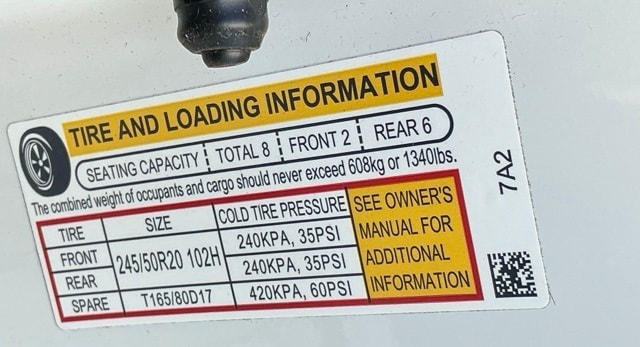 TIRE AND LOADING INFORMATION
SEATING CAPACITY TOTAL 8 FRONT 2 REAR 6
The combined weight of occupants and cargo should never exceed 608kg or 1340lbs.
TIRE SIZE COLD TIRE PRESSURE
FRONT 245/50R20 102H 240KPA, 35PSI
REAR 240KPA, 35PSI
SPARE T165/80D17 420KPA, 60PSI
SEE OWNER'S
MANUAL FOR
ADDITIONAL
INFORMATION
7A2